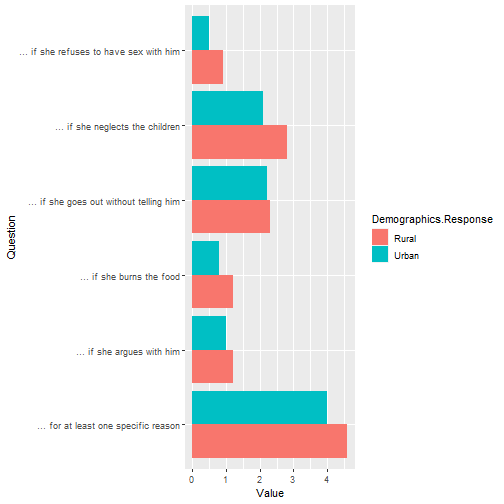 ... if she refuses to have sex with him
... if she neglects the children
... if she goes out without telling him
... if she burns the food
... if she argues with him
... for at least one specific reason
Question
0 1 2 3 4
Value
Demographics.Response
Rural
Urban